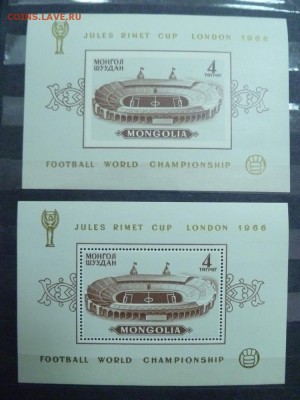 COINS.ЛАВЕ.RU
JULES RIMET CUP LONDON 1966
МОНГОЛ
ШУУДАН
4
ТӨГРӨГ
MONGOLIA
FOOTBALL WORLD CHAMPIONSHIP
JULES RIMET CUP LONDON 1966
МОНГОЛ
ШУУДАН
4
ТӨГРӨГ
MONGOLIA
FOOTBALL WORLD CHAMPIONSHIP